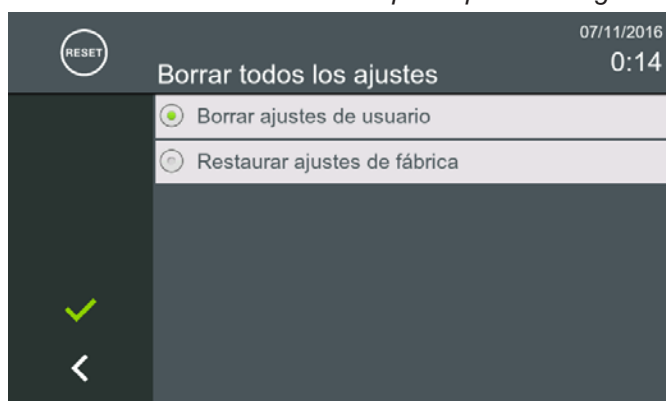 07/11/2016
RESET
Borrar todos los ajustes
0:14
Borrar ajustes de usuario
Restaurar ajustes de fábrica